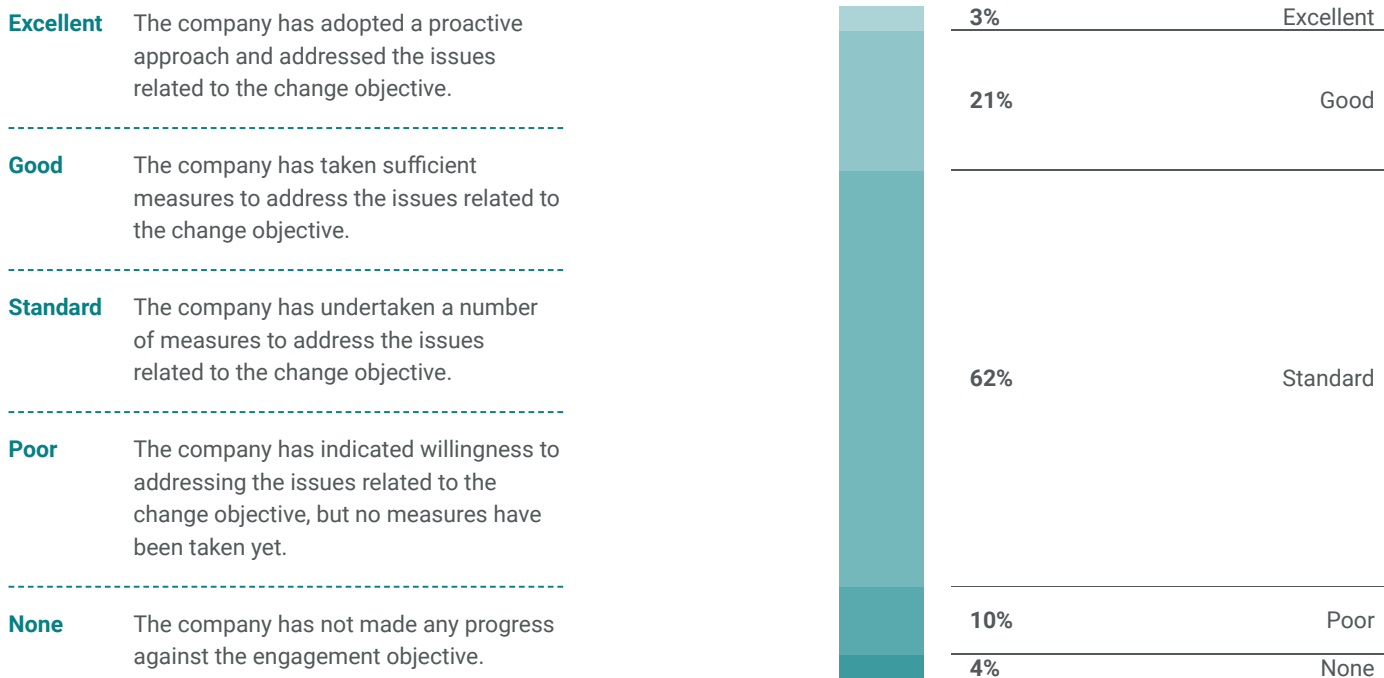 Excellent The company has adopted a proactive
approach and addressed the issues
related to the change objective.
Good The company has taken sufficient
measures to address the issues related to
the change objective.
Standard The company has undertaken a number
of measures to address the issues
related to the change objective.
Poor The company has indicated willingness to
addressing the issues related to the
change objective, but no measures have
been taken yet.
None The company has not made any progress
against the engagement objective.
3% Excellent
21% Good
62% Standard
10% Poor
4% None